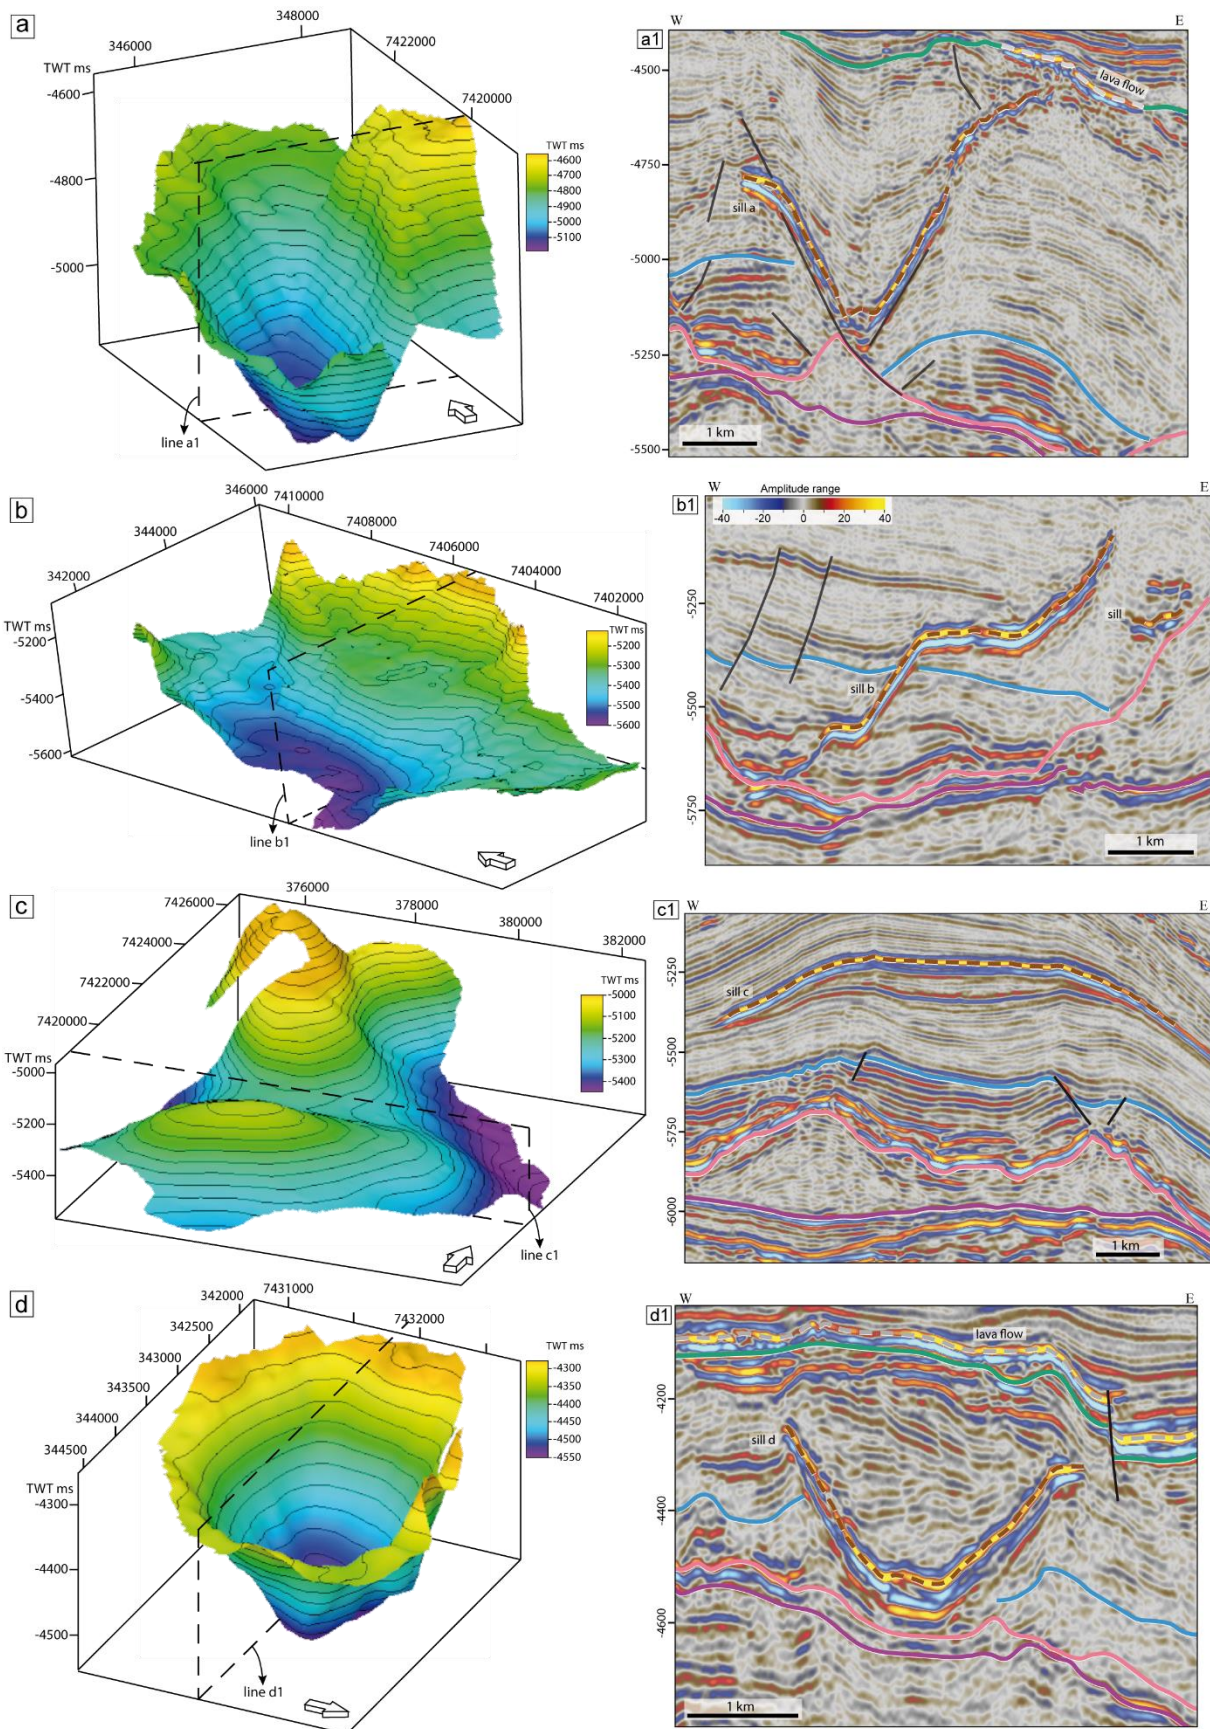 a
346000
348000
7422000
7420000
TWT ms
-4600
-4800
-5000
TWT ms
-4600
-4700
-4800
-4900
-5000
-5100
line a1
W
E
a1
-4500
-4750
-5000
-5250
-5500
lava flow
sill a
1 km
b
346000
344000
342000
7410000
7408000
7406000
7404000
7402000
TWT ms
-5200
-5400
-5600
TWT ms
-5200
-5300
-5400
-5500
-5600
line b1
W
E
b1
Amplitude range
-40 -20 0 20 40
-5250
-5500
-5750
sill
sill b
1 km
c
7426000
7424000
7422000
7420000
376000
378000
380000
382000
TWT ms
-5000
-5200
-5400
TWT ms
-5000
-5100
-5200
-5300
-5400
line c1
W
E
c1
-5250
-5500
-5750
-6000
sill c
1 km
d
342000
342500
343000
343500
344000
344500
7431000
7432000
TWT ms
-4300
-4400
-4500
TWT ms
-4300
-4350
-4400
-4450
-4500
-4550
line d1
W
E
d1
-4200
-4400
-4600
lava flow
sill d
1 km